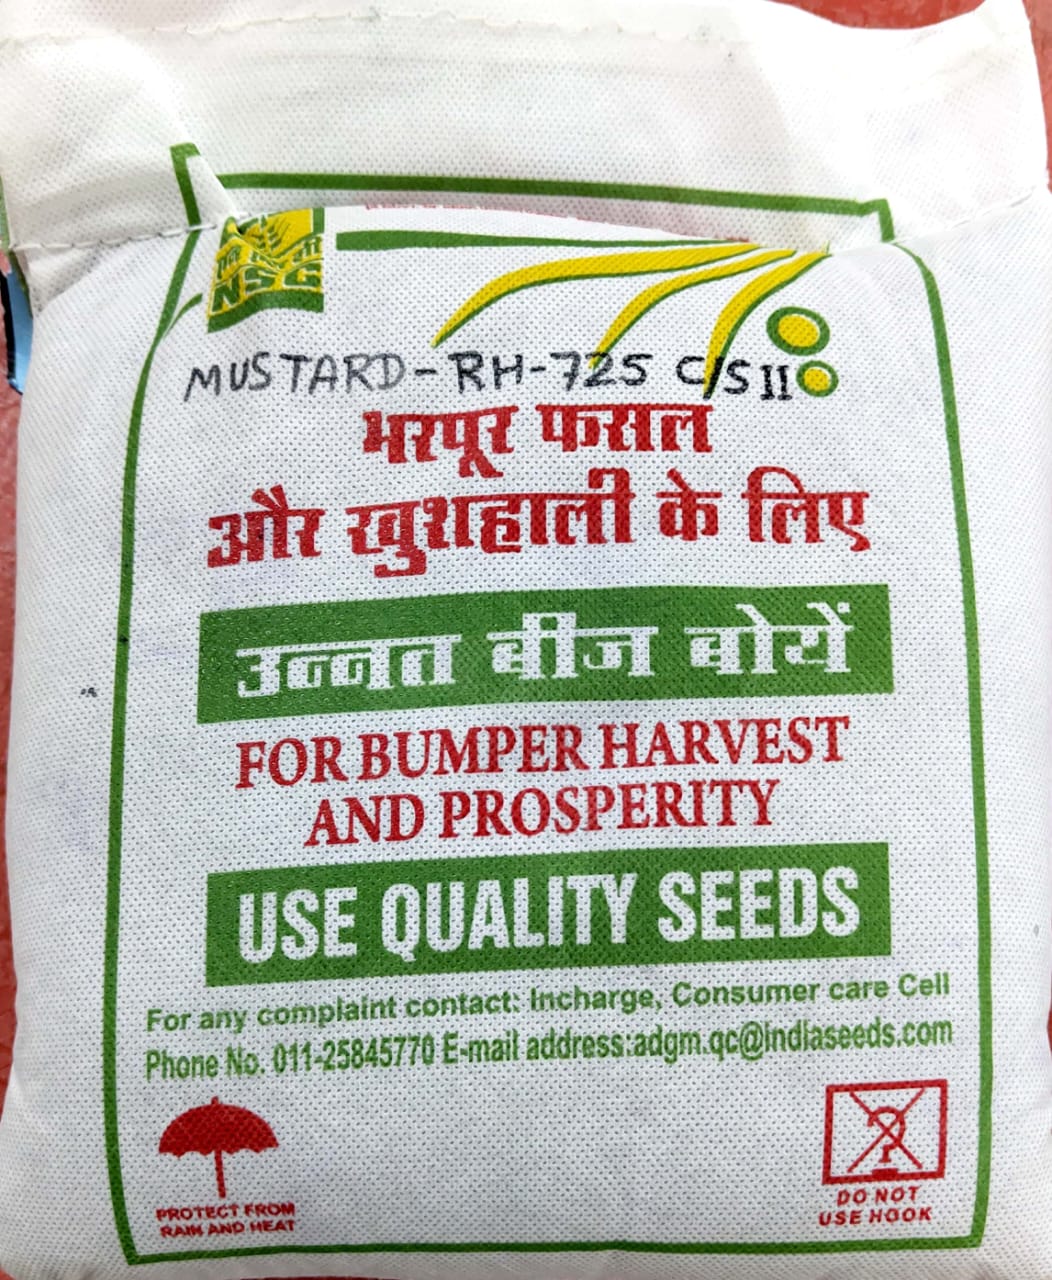 NSC
MUSTARD-RH-725 C/S II
भरपूर फसल
और खुशहाली के लिए
उन्नत बीज बोयें
FOR BUMPER HARVEST
AND PROSPERITY
USE QUALITY SEEDS
For any complaint contact: Incharge, Consumer care Cell
Phone No. 011-25845770 E-mail address:adgm.qc@indiaseeds.com
PROTECT FROM
RAIN AND HEAT
DO NOT
USE HOOK